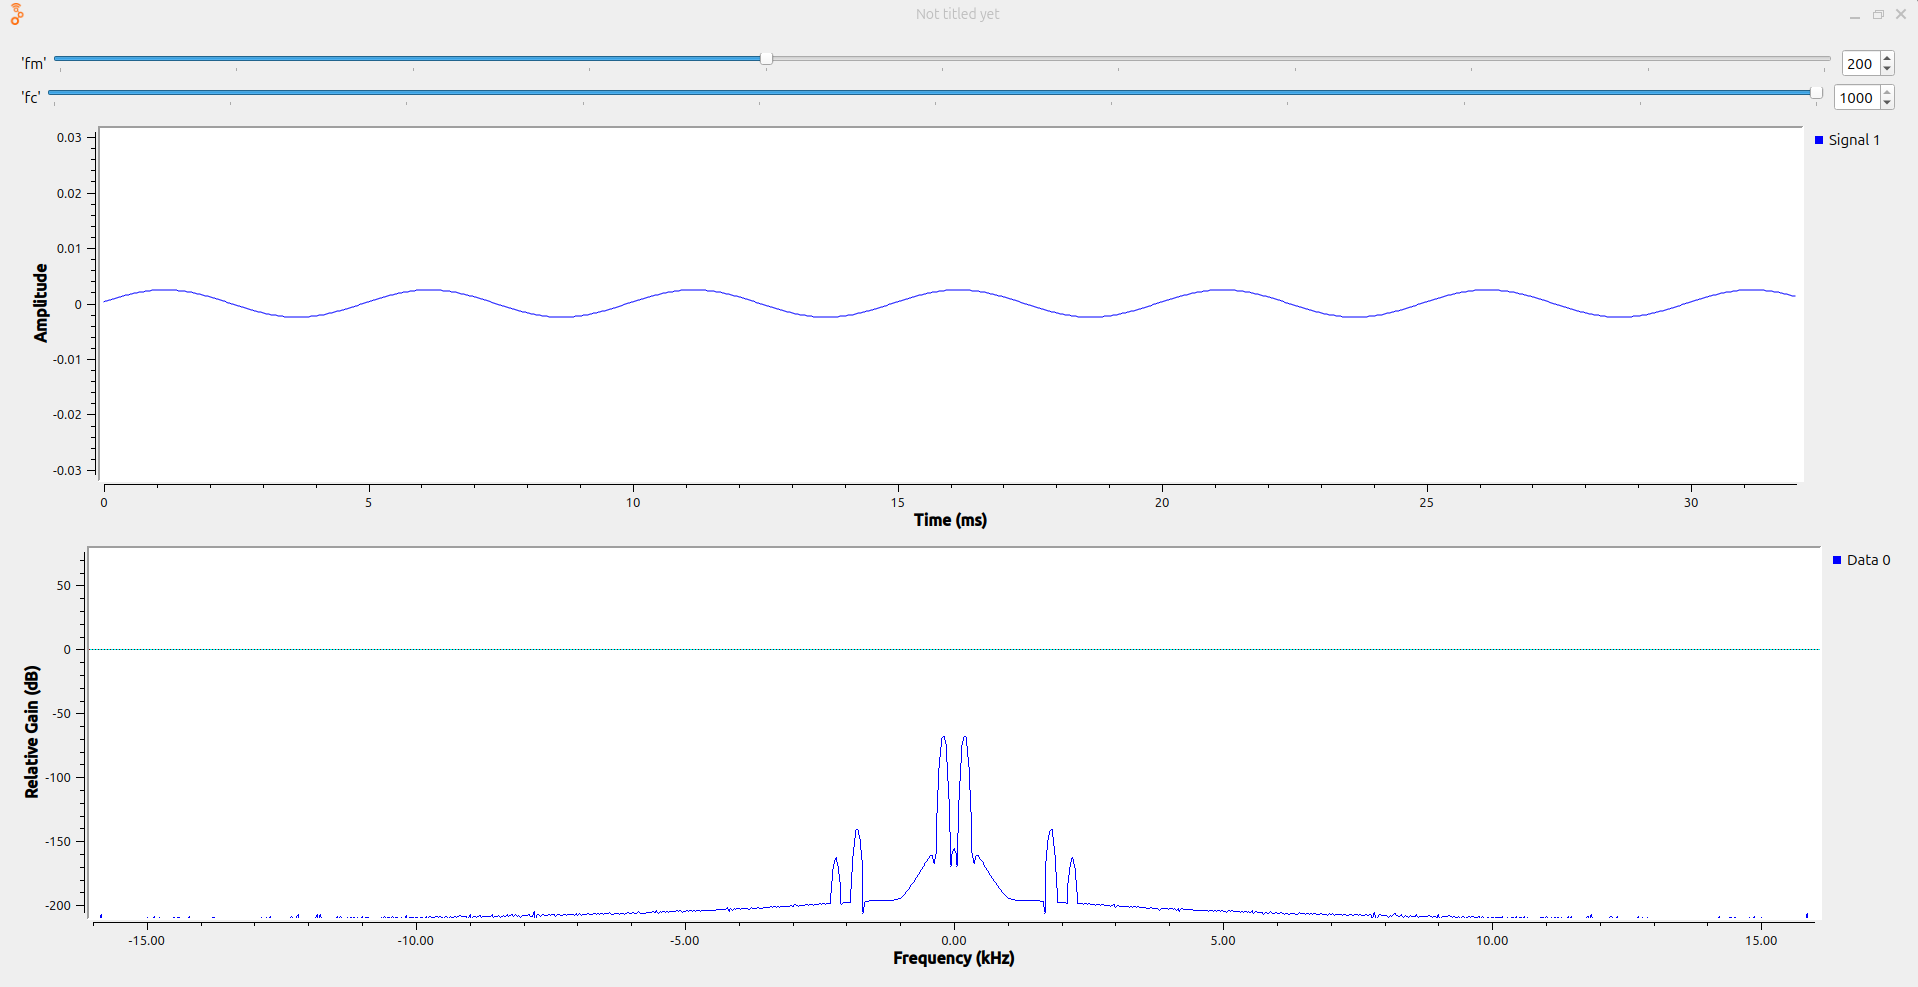 Not titled yet
'fm' 200
'fc' 1000
Signal 1
0.03
0.02
0.01
0
-0.01
-0.02
-0.03
Amplitude
0 5 10 15 20 25 30
Time (ms)
Data 0
50
0
-50
-100
-150
-200
Relative Gain (dB)
-15.00 -10.00 -5.00 0.00 5.00 10.00 15.00
Frequency (kHz)